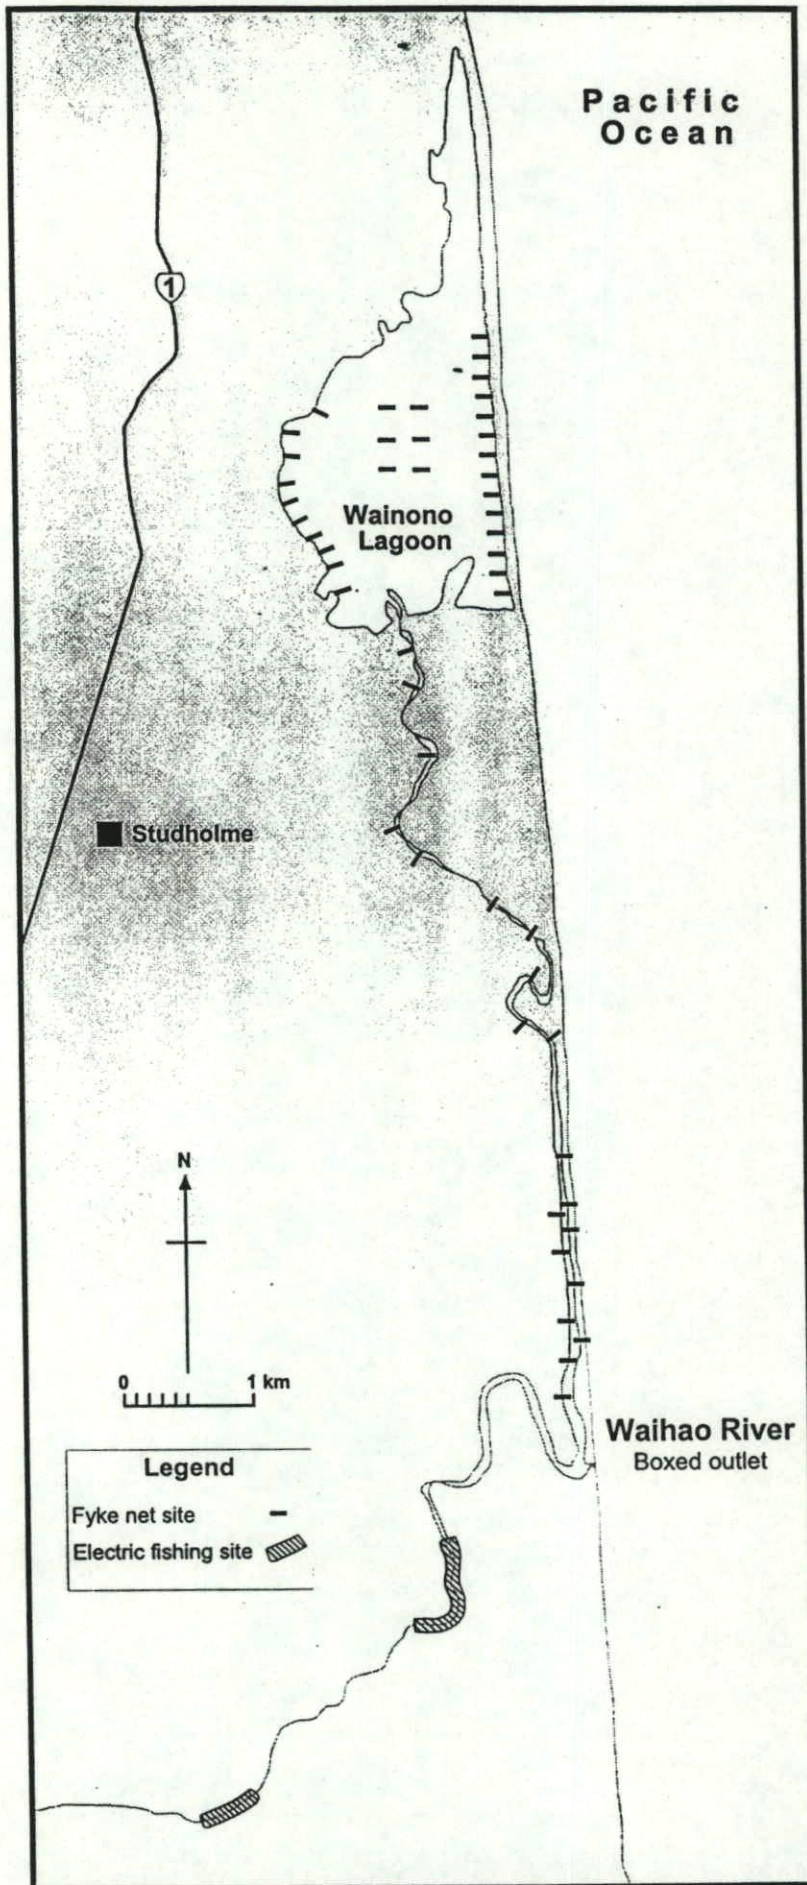 Pacific
Ocean
1
Wainono
Lagoon
Studholme
N
0 1 km
Waihao River
Boxed outlet
Legend
Fyke net site
Electric fishing site